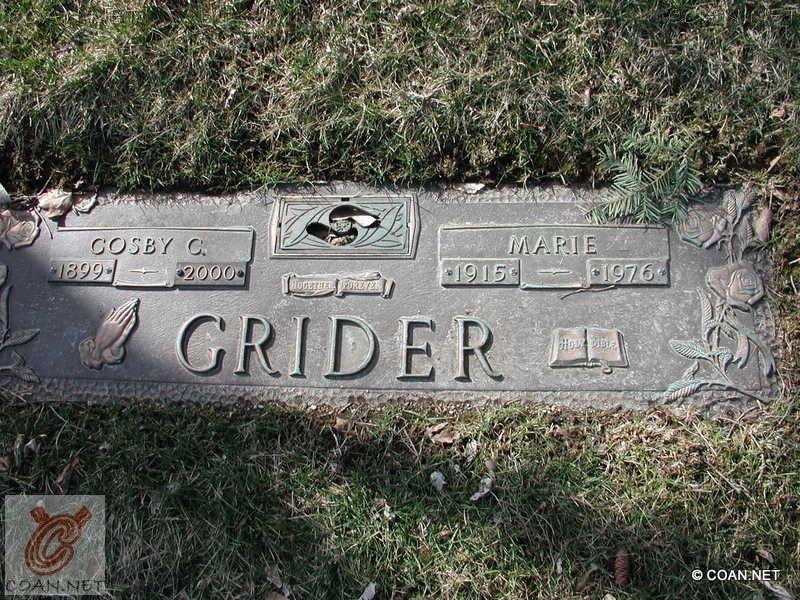 COSBY C.
1899 2000
MARIE
1915 1976
TOGETHER FOREVER
GRIDER
HOLY BIBLE
COAN.NET
© COAN.NET